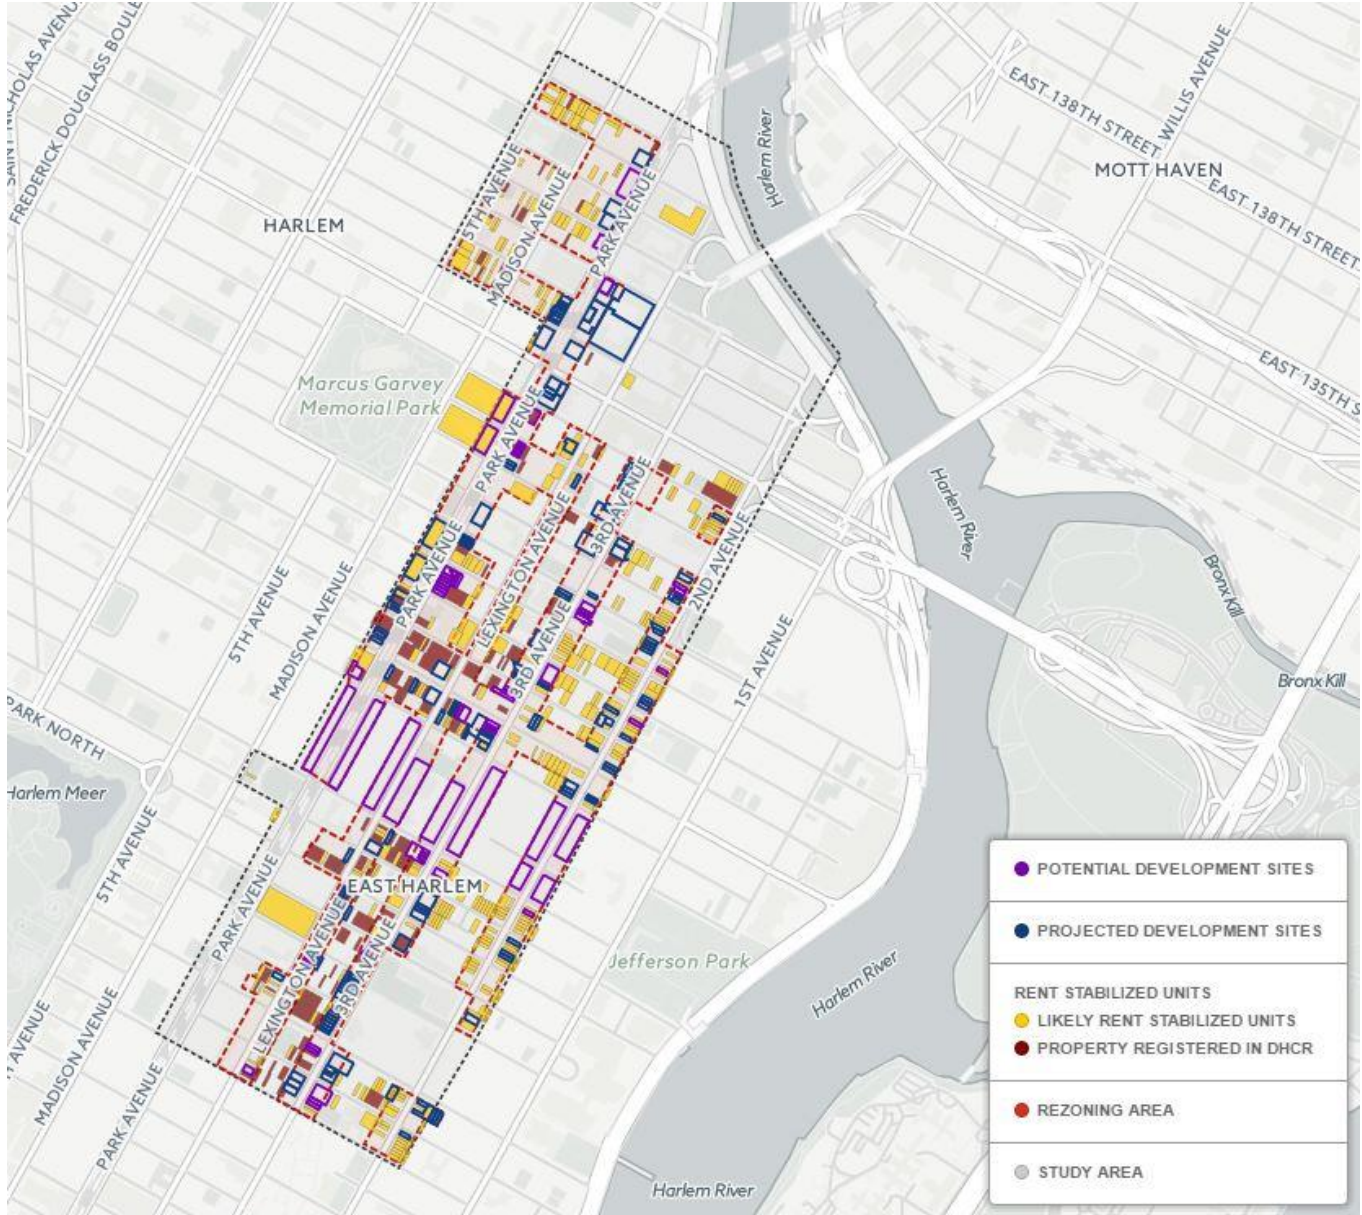 SAINT NICHOLAS AVENU
FREDERICK DOUGLASS BOULE
HARLEM
5TH AVENUE
MADISON AVENUE
PARK AVENUE
Harlem River
EAST 138TH STREET
WILLIS AVENUE
MOTT HAVEN
EAST 138TH STREET
EAST 135TH S
Marcus Garvey
Memorial Park
PARK AVENUE
LEXINGTON AVENUE
3RD AVENUE
2ND AVENUE
Harlem River
Bronx Kill
PARK AVENUE
LEXINGTON AVENUE
3RD AVENUE
1ST AVENUE
5TH AVENUE
MADISON AVENUE
Bronx Kill
PARK NORTH
Harlem Meer
5TH AVENUE
PARK AVENUE
EAST HARLEM
LEXINGTON AVENUE
3RD AVENUE
Jefferson Park
Harlem River
H AVENUE
MADISON AVENUE
PARK AVENUE
Harlem River
POTENTIAL DEVELOPMENT SITES
PROJECTED DEVELOPMENT SITES
RENT STABILIZED UNITS
LIKELY RENT STABILIZED UNITS
PROPERTY REGISTERED IN DHCR
REZONING AREA
STUDY AREA